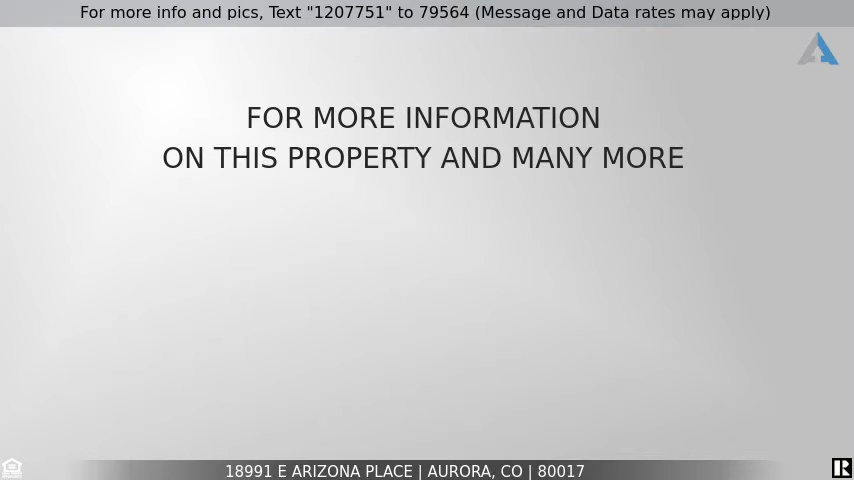 For more info and pics, Text "1207751" to 79564 (Message and Data rates may apply)
FOR MORE INFORMATION
ON THIS PROPERTY AND MANY MORE
18991 E ARIZONA PLACE | AURORA, CO | 80017